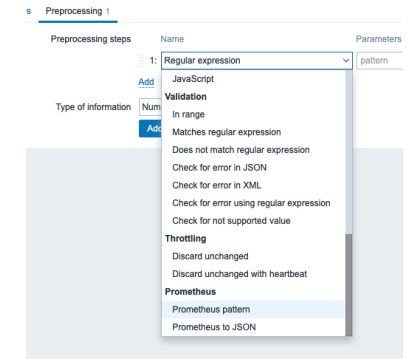 s Preprocessing 1
Preprocessing steps Name Parameters
1: Regular expression pattern
JavaScript
Add
Validation
Type of information Num In range
Add Matches regular expression
Does not match regular expression
Check for error in JSON
Check for error in XML
Check for error using regular expression
Check for not supported value
Throttling
Discard unchanged
Discard unchanged with heartbeat
Prometheus
Prometheus pattern
Prometheus to JSON